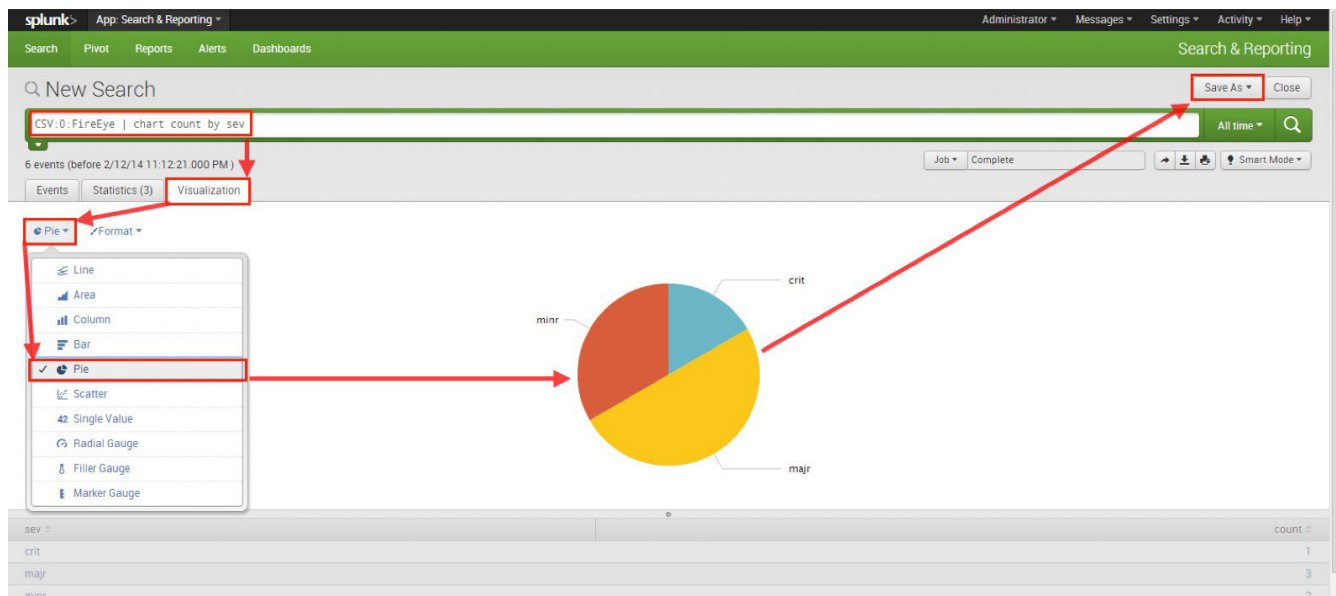 splunk> App: Search & Reporting Administrator Messages Settings Activity Help
Search Pivot Reports Alerts Dashboards Search & Reporting
New Search Save As Close
CSV:0:FireEye | chart count by sev All time
6 events (before 2/12/14 11:12:21.000 PM) Job Complete Smart Mode
Events Statistics (3) Visualization
Pie Format
Line
Area
Column
Bar
Pie
Scatter
42 Single Value
Radial Gauge
Filler Gauge
Marker Gauge
crit
minr
majr
sev count
crit 1
majr 3
minr 2